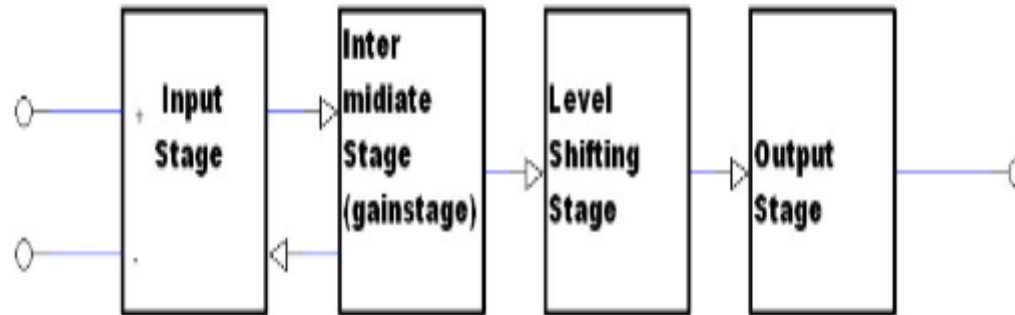 Input
Stage
+
-
Inter
midiate
Stage
(gainstage)
Level
Shifting
Stage
Output
Stage